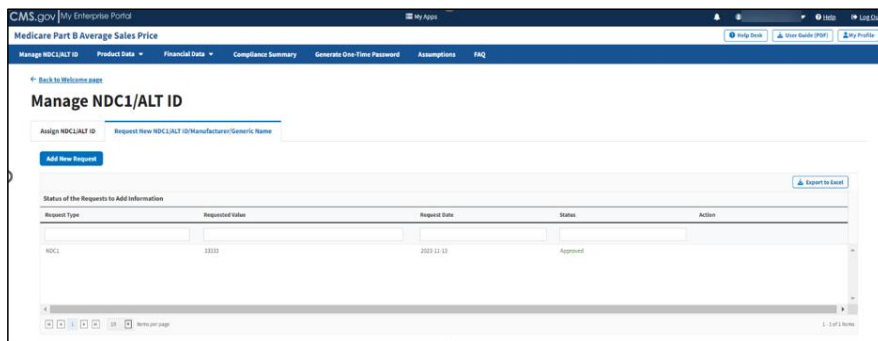 CMS.gov My Enterprise Portal My Apps Help Log Ou
Medicare Part B Average Sales Price Help Desk User Guide (PDF) My Profile
Manage NDC1/ALT ID Product Data Financial Data Compliance Summary Generate One-Time Password Assumptions FAQ
Back to Welcome page
Manage NDC1/ALT ID
Assign NDC1/ALT ID Request New NDC1/ALT ID/Manufacturer/Generic Name
Add New Request
Export to Excel
Status of the Requests to Add Information
Request Type Requested Value Request Date Status Action
NDC1 33333 2023-11-13 Approved
1 10 items per page 1 - 1 of 1 items